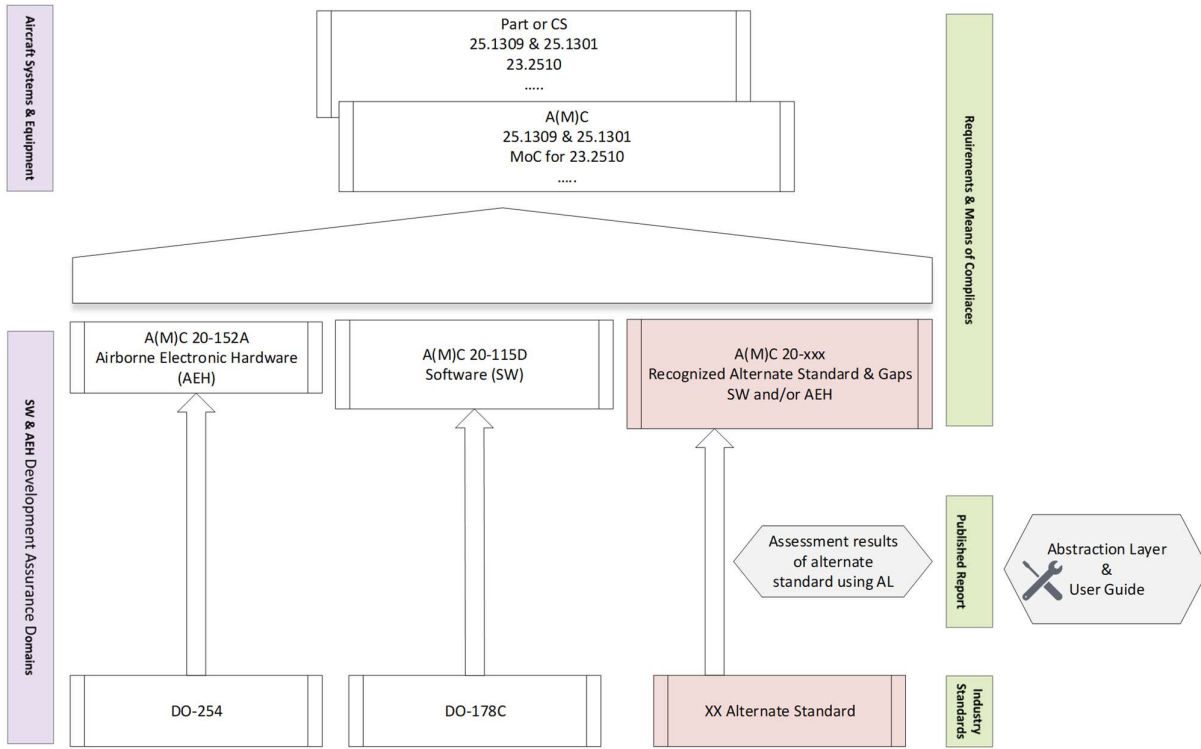 Aircraft Systems & Equipment
Part or CS
25.1309 & 25.1301
23.2510
.....
A(M)C
25.1309 & 25.1301
MoC for 23.2510
.....
Requirements & Means of Compliaces
SW & AEH Development Assurance Domains
A(M)C 20-152A
Airborne Electronic Hardware
(AEH)
A(M)C 20-115D
Software (SW)
A(M)C 20-xxx
Recognized Alternate Standard & Gaps
SW and/or AEH
Assessment results
of alternate
standard using AL
Published Report
Abstraction Layer
&
User Guide
DO-254
DO-178C
XX Alternate Standard
Industry
Standards